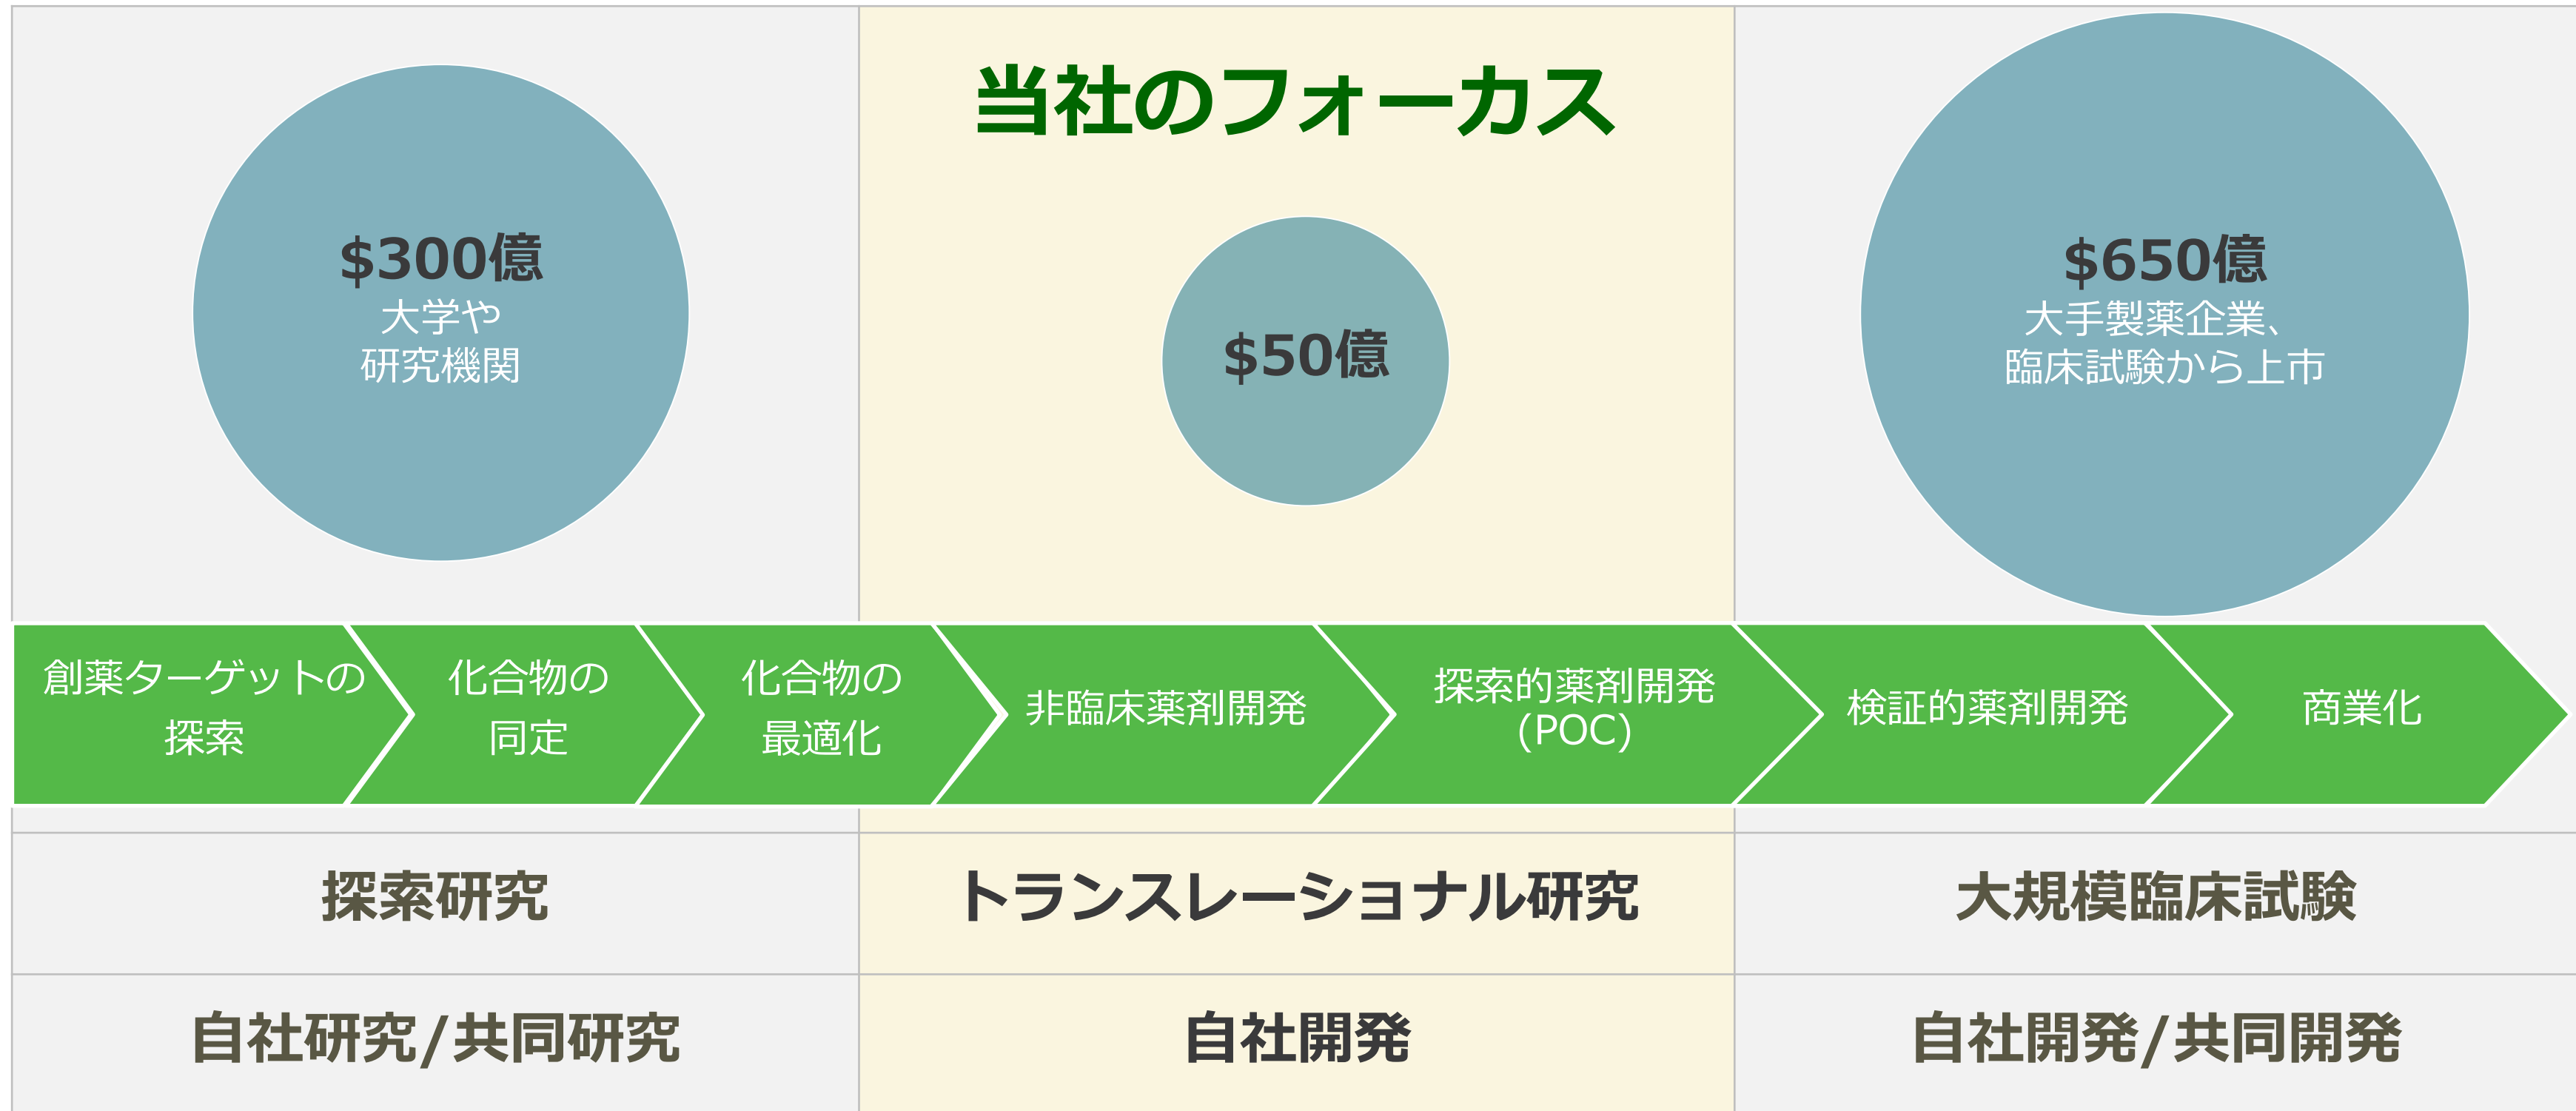 当社のフォーカス
$300億
大学や
研究機関
$50億
$650億
大手製薬企業、
臨床試験から上市
創薬ターゲットの
探索
化合物の
同定
化合物の
最適化
非臨床薬剤開発
探索的薬剤開発
(POC)
検証的薬剤開発
商業化
探索研究
トランスレーショナル研究
大規模臨床試験
自社研究/共同研究
自社開発
自社開発/共同開発